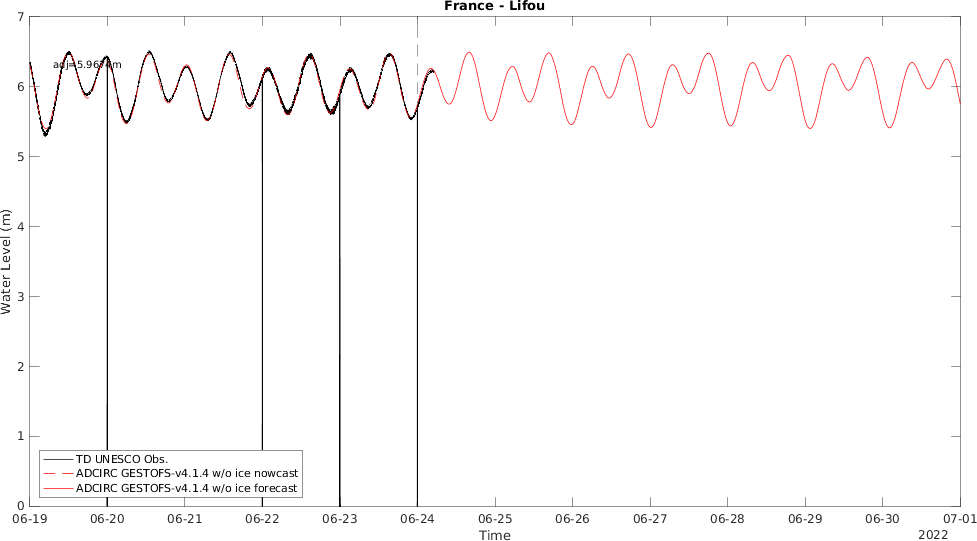 France - Lifou
7
6
5
4
3
2
1
0
Water Level (m)
adj=5.9674m
TD UNESCO Obs.
ADCIRC GESTOFS-v4.1.4 w/o ice nowcast
ADCIRC GESTOFS-v4.1.4 w/o ice forecast
06-19 06-20 06-21 06-22 06-23 06-24 06-25 06-26 06-27 06-28 06-29 06-30 07-01
Time
2022